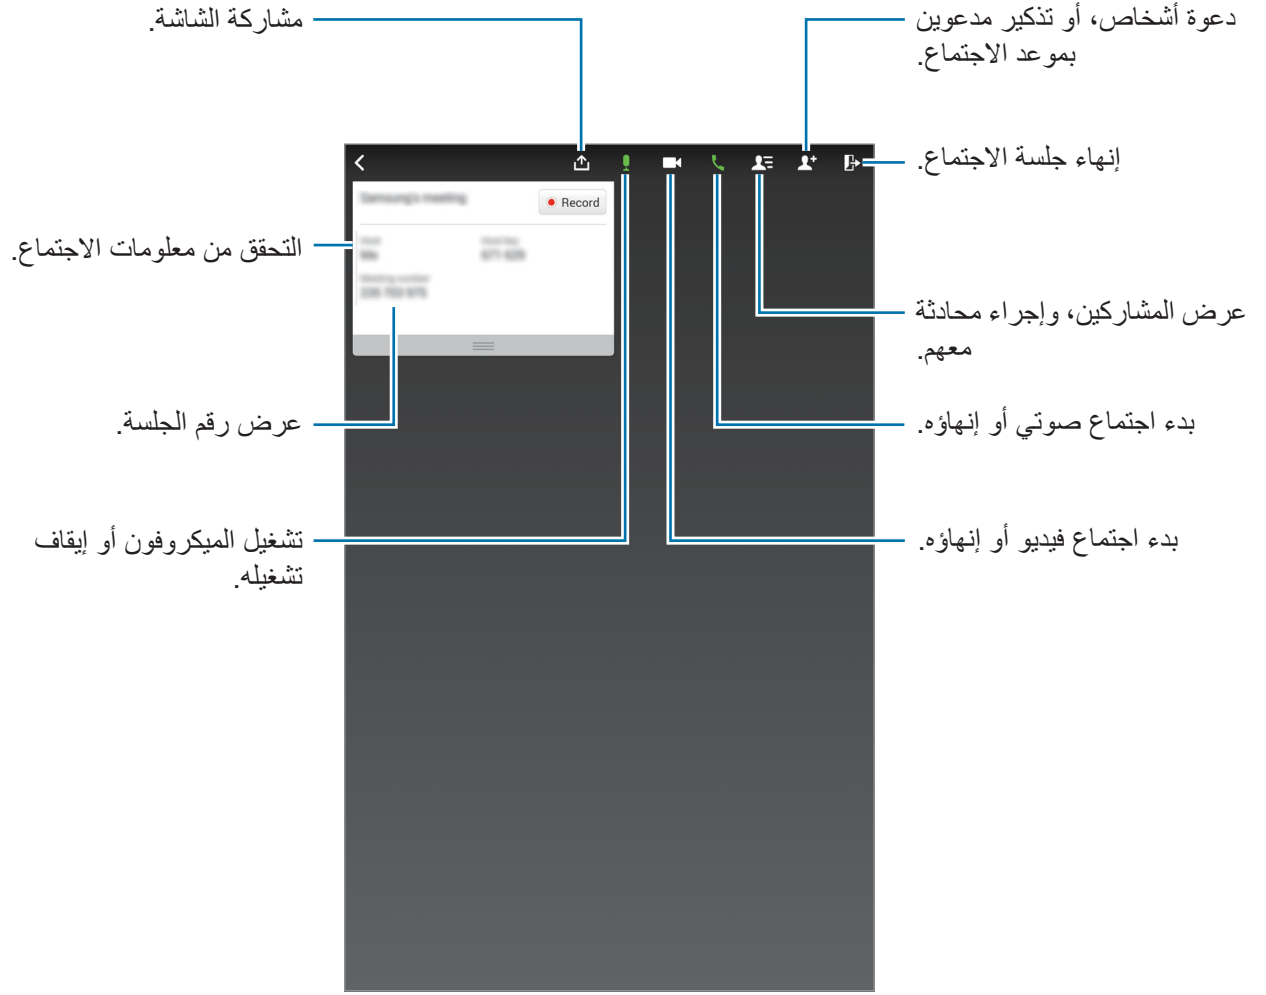 دعوة أشخاص، أو تذكير مدعوين
بموعد الاجتماع.
مشاركة الشاشة.
إنهاء جلسة الاجتماع.
Record
التحقق من معلومات الاجتماع.
عرض المشاركين، وإجراء محادثة
معهم.
بدء اجتماع صوتي أو إنهاؤه.
عرض رقم الجلسة.
بدء اجتماع فيديو أو إنهاؤه.
تشغيل الميكروفون أو إيقاف
تشغيله.